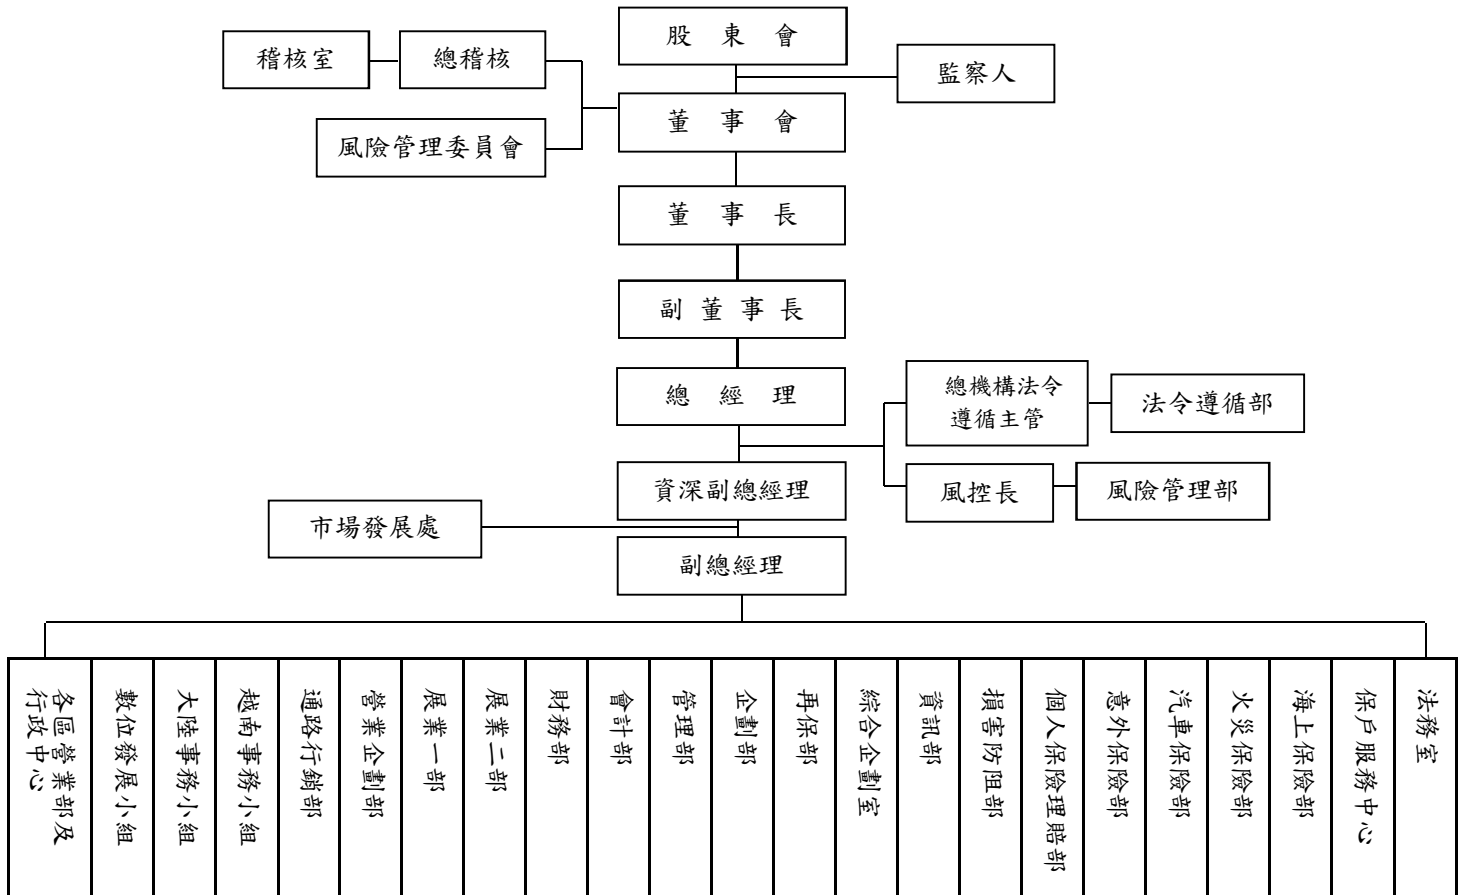 股 東 會
稽核室
總稽核
監察人
董 事 會
風險管理委員會
董 事 長
副 董 事 長
總 經 理
總機構法令
遵循主管
法令遵循部
資深副總經理
風控長
風險管理部
市場發展處
副總經理
各區營業部及
行政中心
數位發展小組
大陸事務小組
越南事務小組
通路行銷部
營業企劃部
展業一部
展業二部
財務部
會計部
管理部
企劃部
再保部
綜合企劃室
資訊部
損害防阻部
個人保險理賠部
意外保險部
汽車保險部
火災保險部
海上保險部
保戶服務中心
法務室